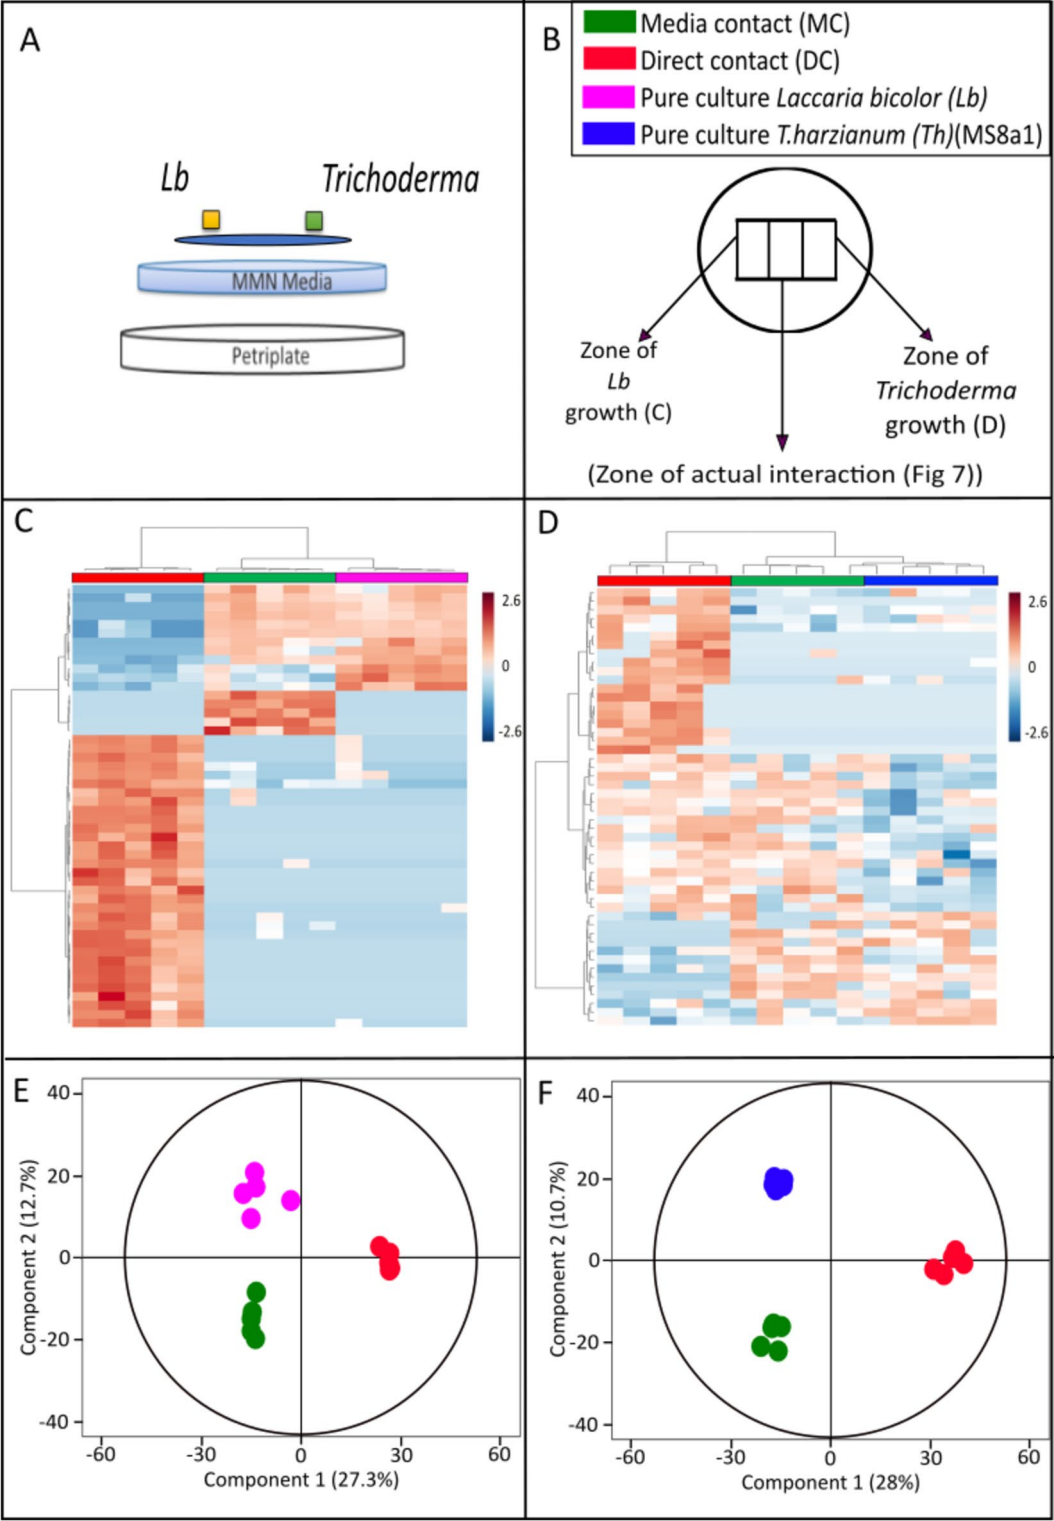 A
Lb
Trichoderma
MMN Media
Petriplate
B
Media contact (MC)
Direct contact (DC)
Pure culture Laccaria bicolor (Lb)
Pure culture T.harzianum (Th)(MS8a1)
Zone of
Lb
growth (C)
Zone of
Trichoderma
growth (D)
(Zone of actual interaction (Fig 7))
C
2.6
0
-2.6
D
2.6
0
-2.6
E
40
20
0
-20
-40
Component 2 (12.7%)
-60
-30
0
30
60
Component 1 (27.3%)
F
40
20
0
-20
-40
Component 2 (10.7%)
-60
-30
0
30
60
Component 1 (28%)